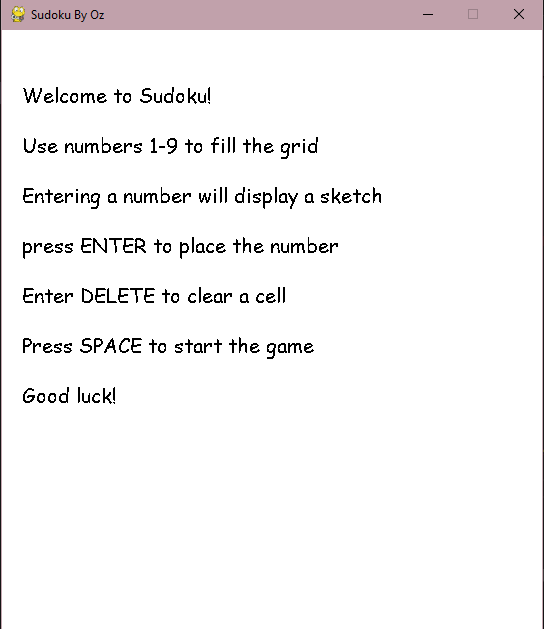 Sudoku By Oz
Welcome to Sudoku!
Use numbers 1-9 to fill the grid
Entering a number will display a sketch
press ENTER to place the number
Enter DELETE to clear a cell
Press SPACE to start the game
Good luck!